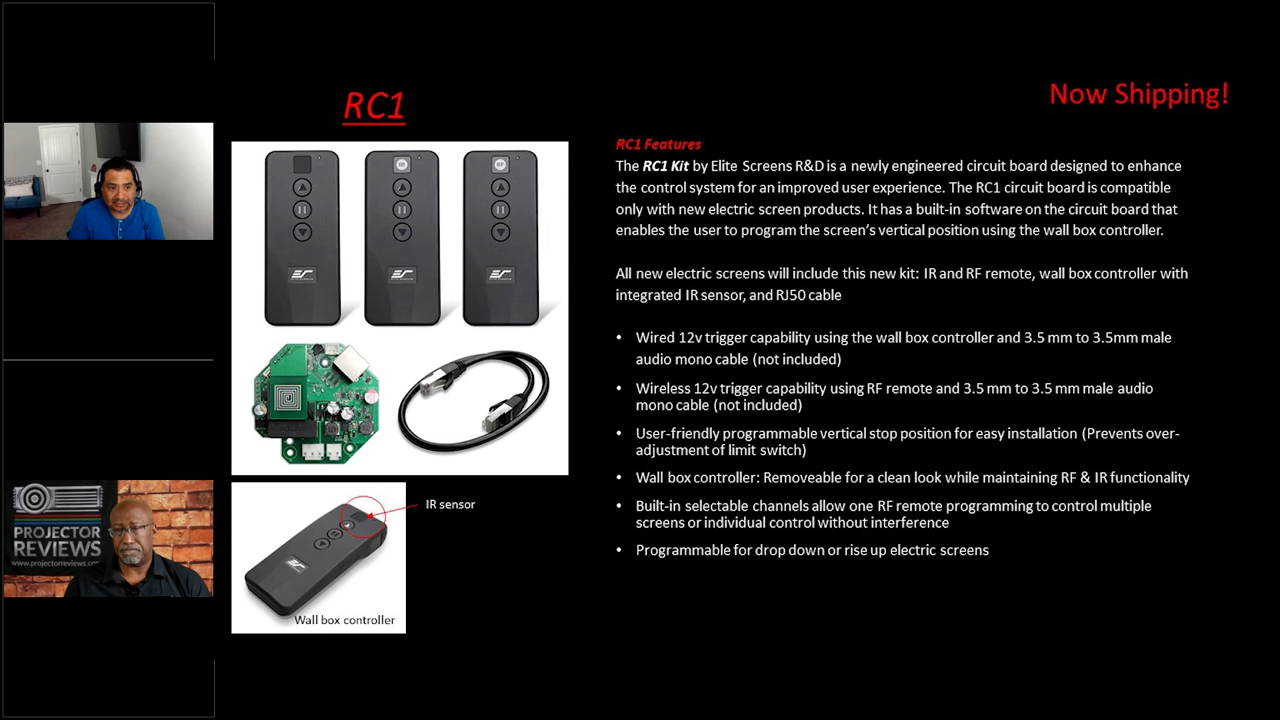 RC1
Now Shipping!
RC1 Features
The RC1 Kit by Elite Screens R&D is a newly engineered circuit board designed to enhance
the control system for an improved user experience. The RC1 circuit board is compatible
only with new electric screen products. It has a built-in software on the circuit board that
enables the user to program the screen's vertical position using the wall box controller.
All new electric screens will include this new kit: IR and RF remote, wall box controller with
integrated IR sensor, and RJ50 cable
• Wired 12v trigger capability using the wall box controller and 3.5 mm to 3.5mm male
audio mono cable (not included)
• Wireless 12v trigger capability using RF remote and 3.5 mm to 3.5 mm male audio
mono cable (not included)
• User-friendly programmable vertical stop position for easy installation (Prevents over-
adjustment of limit switch)
• Wall box controller: Removeable for a clean look while maintaining RF & IR functionality
• Built-in selectable channels allow one RF remote programming to control multiple
screens or individual control without interference
• Programmable for drop down or rise up electric screens
IR
RF
ES
ES
ES
IR sensor
ES
Wall box controller
PROJECTOR
REVIEWS
www.projectorreviews.com